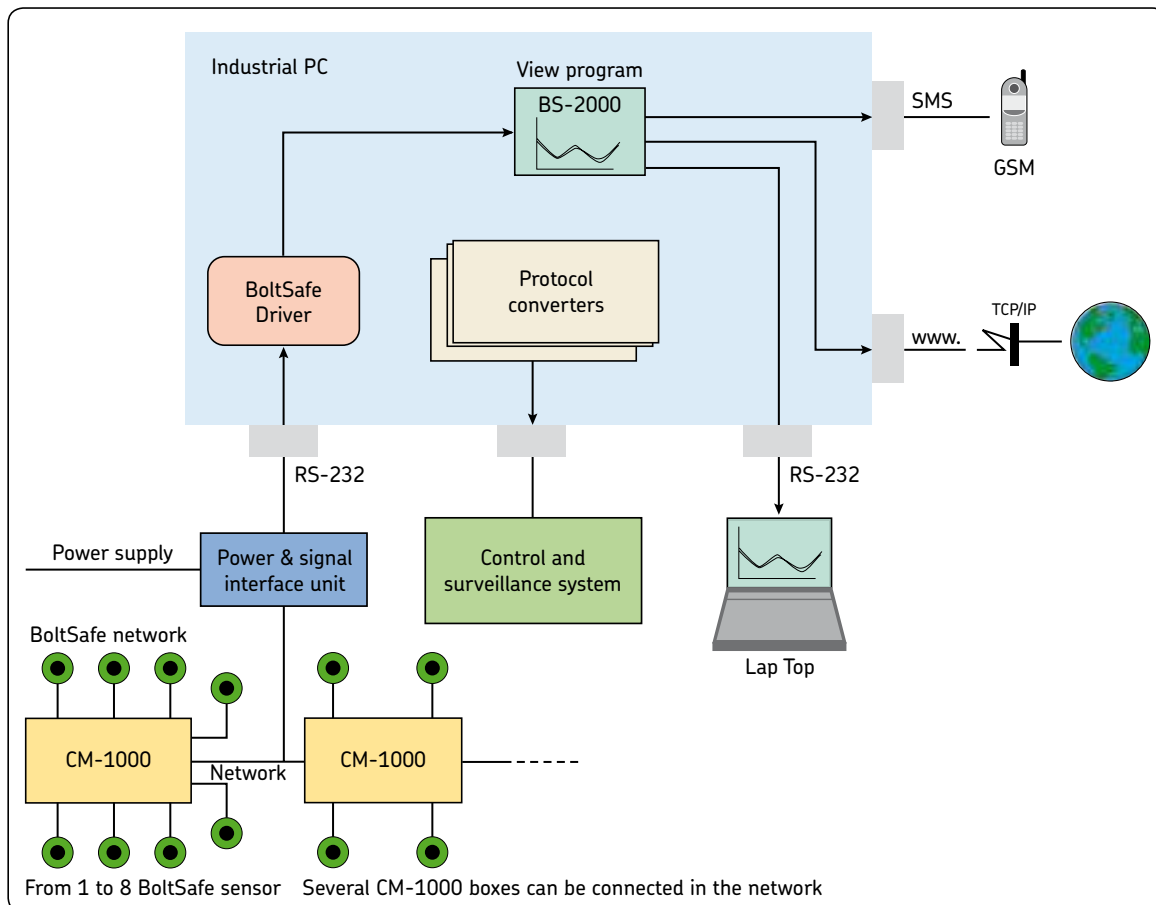 Industrial PC
View program
BS-2000
SMS
GSM
BoltSafe
Driver
Protocol
converters
TCP/IP
www.
RS-232
RS-232
Power supply
Power & signal
interface unit
Control and
surveillance system
BoltSafe network
Lap Top
CM-1000
Network
CM-1000
From 1 to 8 BoltSafe sensor
Several CM-1000 boxes can be connected in the network